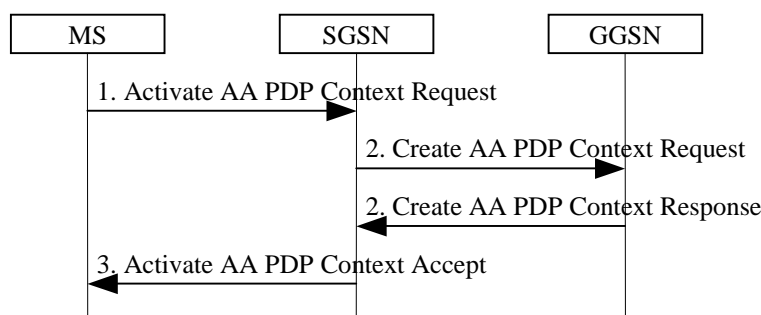 MS SGSN GGSN
1. Activate AA PDP Context Request
2. Create AA PDP Context Request
2. Create AA PDP Context Response
3. Activate AA PDP Context Accept